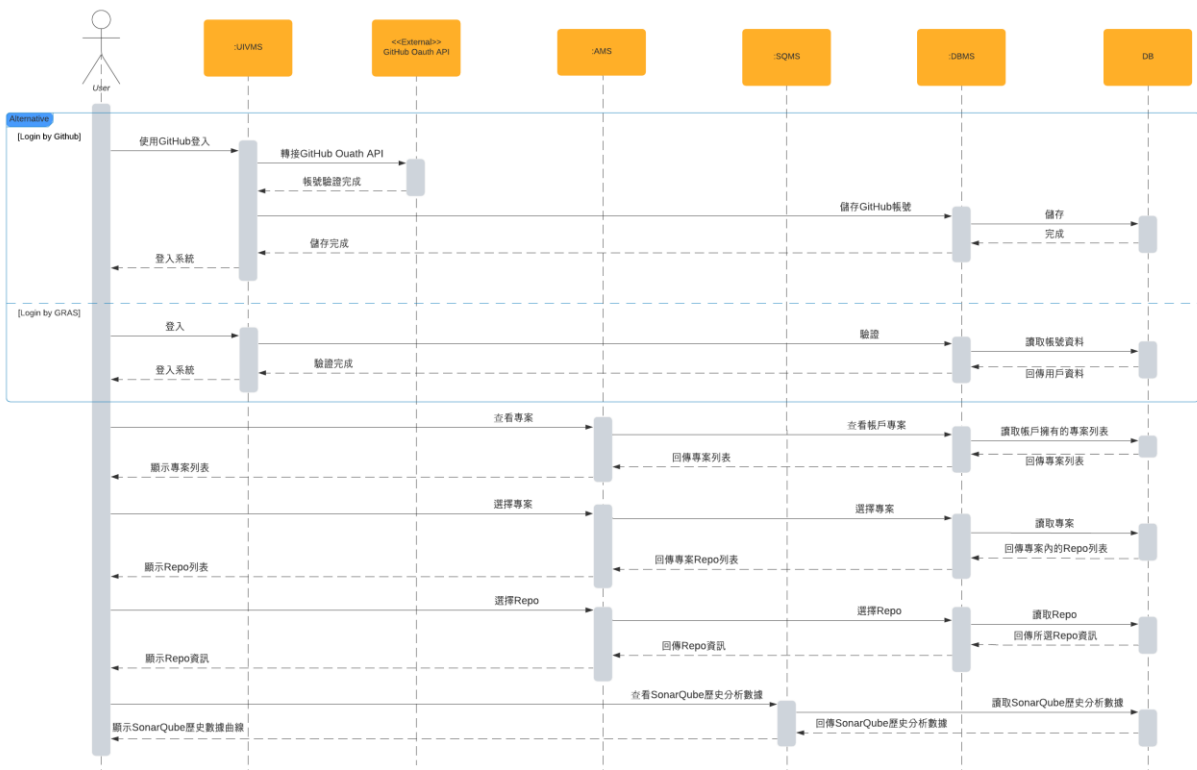 :UIVMS
<<External>>
GitHub Oauth API
:AMS
:SQMS
:DBMS
DB
User
Alternative
[Login by Github]
使用GitHub登入
轉接GitHub Ouath API
帳號驗證完成
儲存GitHub帳號
儲存
完成
儲存完成
登入系統
[Login by GRAS]
登入
驗證
讀取帳號資料
驗證完成
回傳用戶資料
登入系統
查看專案
查看帳戶專案
讀取帳戶擁有的專案列表
回傳專案列表
回傳專案列表
顯示專案列表
選擇專案
選擇專案
讀取專案
回傳專案內的Repo列表
回傳專案Repo列表
顯示Repo列表
選擇Repo
選擇Repo
讀取Repo
回傳所選Repo資訊
回傳Repo資訊
顯示Repo資訊
查看SonarQube歷史分析數據
讀取SonarQube歷史分析數據
回傳SonarQube歷史分析數據
顯示SonarQube歷史數據曲線